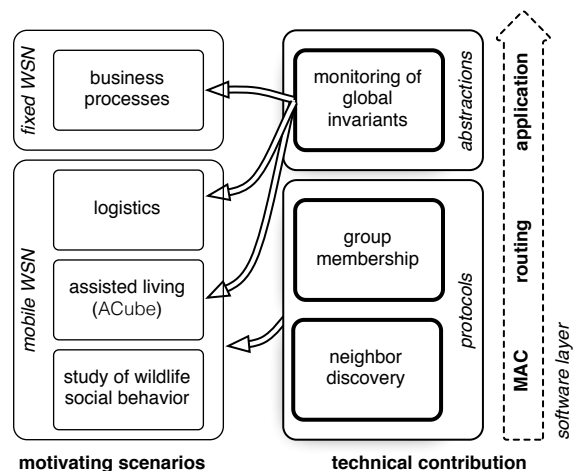 fixed WSN
business
processes
mobile WSN
logistics
assisted living
(ACube)
study of wildlife
social behavior
motivating scenarios
monitoring of
global
invariants
abstractions
group
membership
neighbor
discovery
protocols
technical contribution
application
routing
MAC
software layer